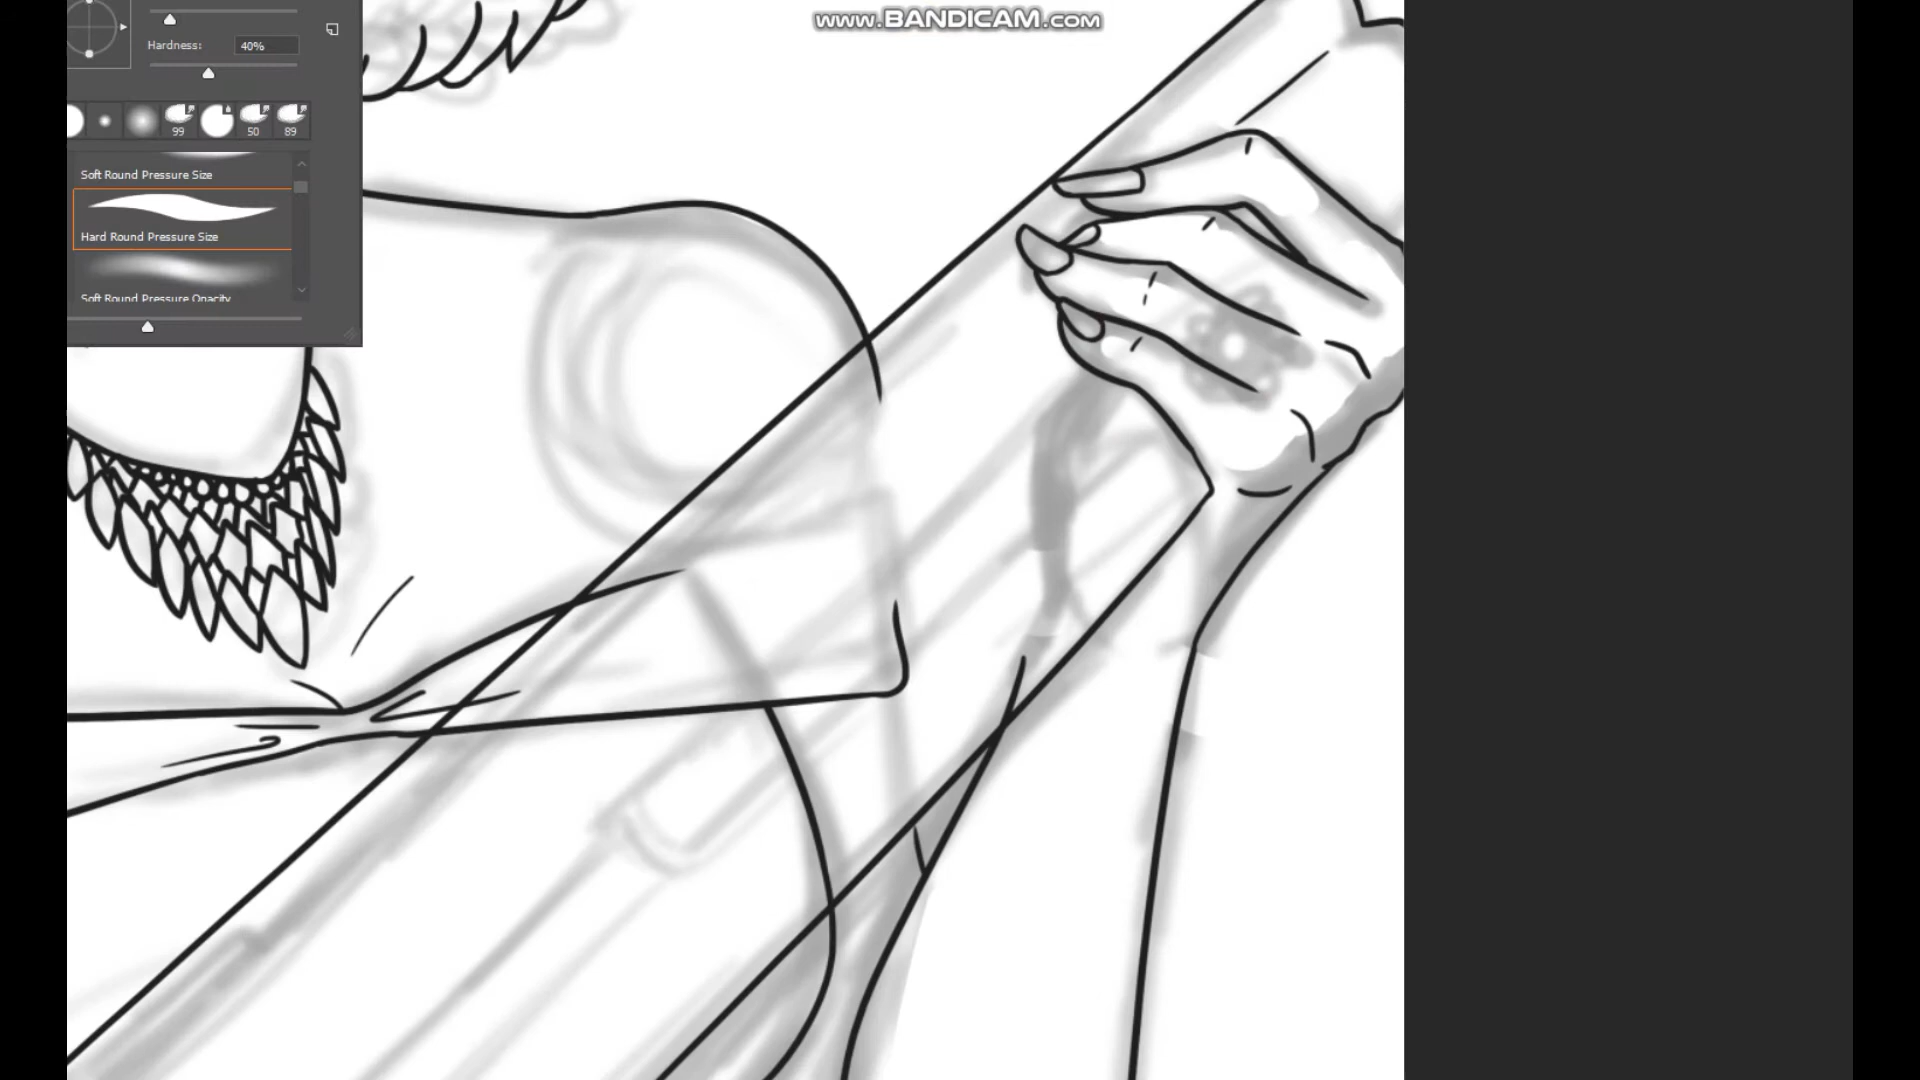 www.BANDICAM.com
Hardness: 40%
99 50 89
Soft Round Pressure Size
Hard Round Pressure Size
Soft Round Pressure Opacity